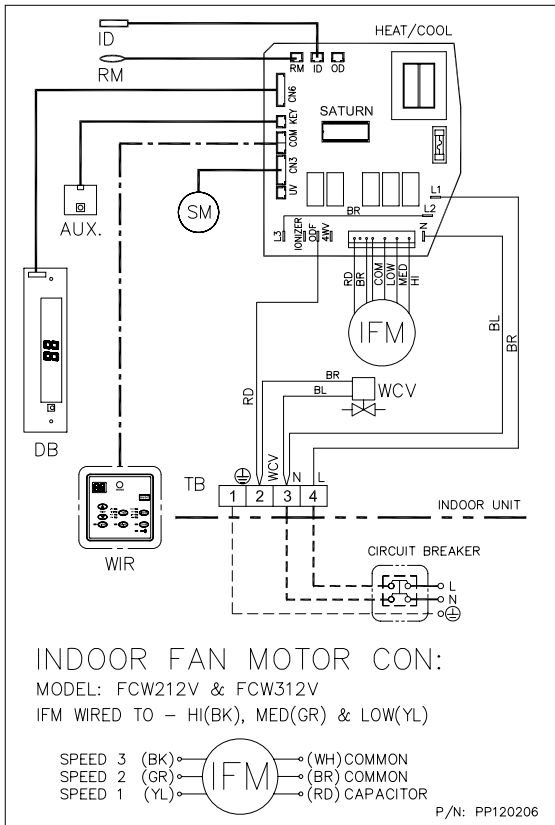 ID
HEAT/COOL
RM
RM ID OD
CN6
SATURN
KEY
COM
CN3
UV
AUX.
SM
L1
BR
L2
L3
IONIZER
ODF
4WV
N
RD
BR
COM
LOW
MED
HI
IFM
BL
BR
88
DB
RD
BR
BL
WCV
WCV
N
L
TB
1 2 3 4
INDOOR UNIT
88
WIR
CIRCUIT BREAKER
L
N
INDOOR FAN MOTOR CON:
MODEL: FCW212V & FCW312V
IFM WIRED TO – HI(BK), MED(GR) & LOW(YL)
SPEED 3 (BK) (WH) COMMON
SPEED 2 (GR) IFM (BR) COMMON
SPEED 1 (YL) (RD) CAPACITOR
P/N: PP120206